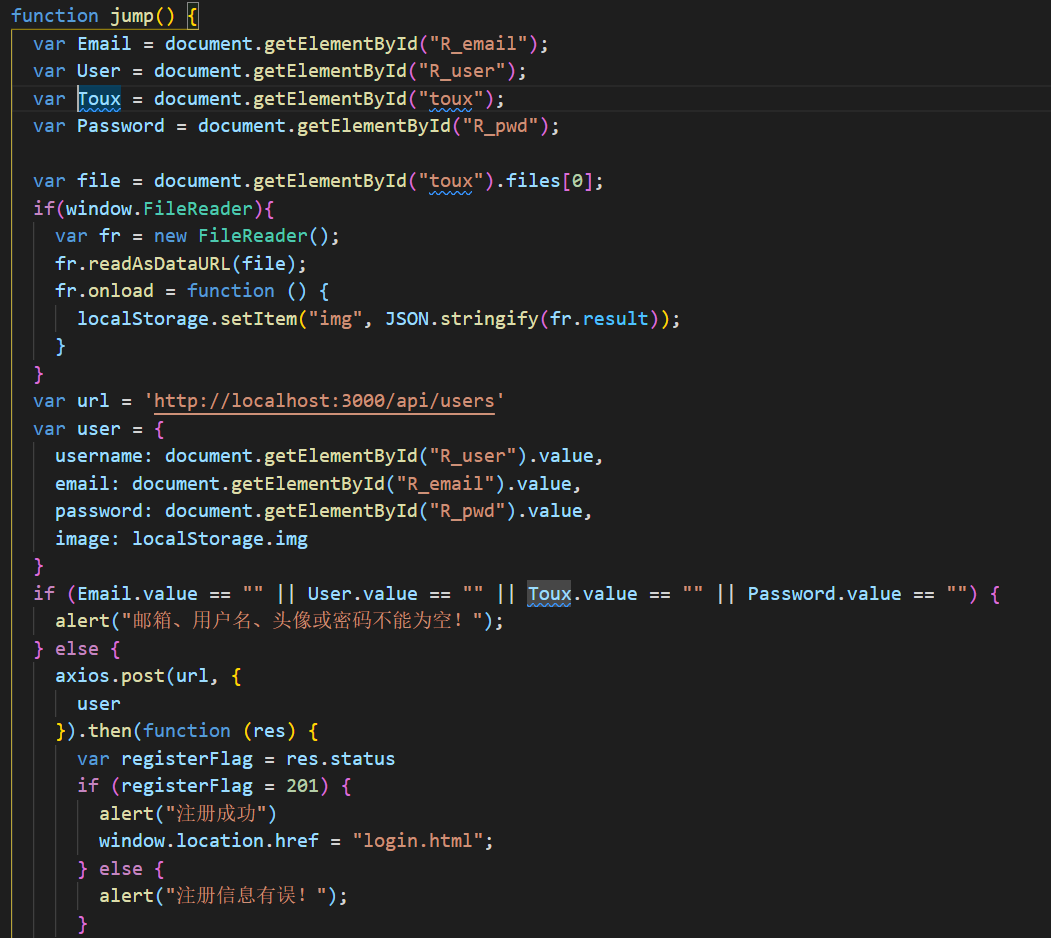 function jump() {
var Email = document.getElementById("R_email");
var User = document.getElementById("R_user");
var Toux = document.getElementById("toux");
var Password = document.getElementById("R_pwd");
var file = document.getElementById("toux").files[0];
if(window.FileReader){
var fr = new FileReader();
fr.readAsDataURL(file);
fr.onload = function () {
localStorage.setItem("img", JSON.stringify(fr.result));
}
}
var url = 'http://localhost:3000/api/users'
var user = {
username: document.getElementById("R_user").value,
email: document.getElementById("R_email").value,
password: document.getElementById("R_pwd").value,
image: localStorage.img
}
if (Email.value == "" || User.value == "" || Toux.value == "" || Password.value == "") {
alert("邮箱、用户名、头像或密码不能为空！");
} else {
axios.post(url, {
user
}).then(function (res) {
var registerFlag = res.status
if (registerFlag = 201) {
alert("注册成功")
window.location.href = "login.html";
} else {
alert("注册信息有误！");
}